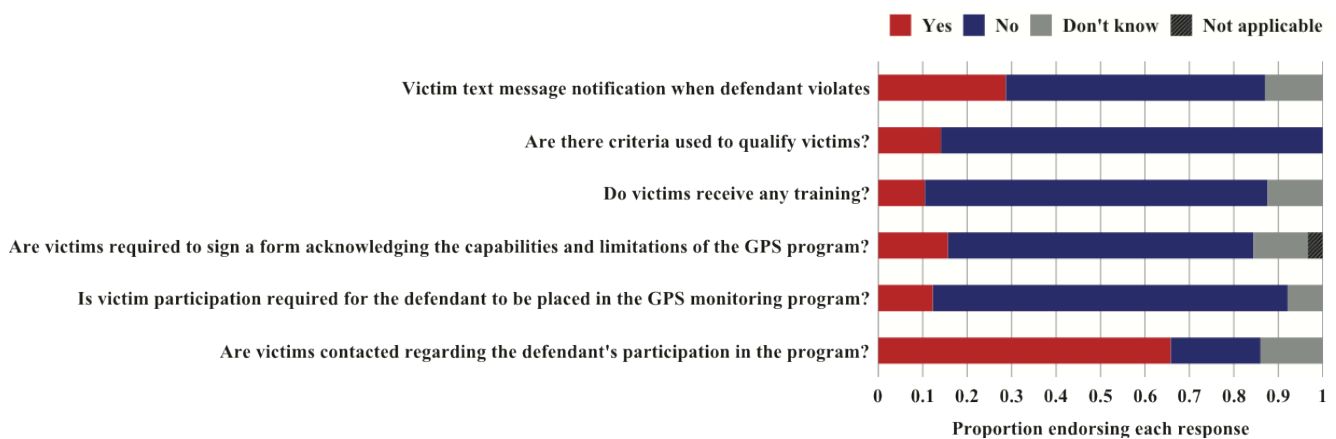 Yes No Don't know Not applicable
Victim text message notification when defendant violates
Are there criteria used to qualify victims?
Do victims receive any training?
Are victims required to sign a form acknowledging the capabilities and limitations of the GPS program?
Is victim participation required for the defendant to be placed in the GPS monitoring program?
Are victims contacted regarding the defendant's participation in the program?
0 0.1 0.2 0.3 0.4 0.5 0.6 0.7 0.8 0.9 1
Proportion endorsing each response